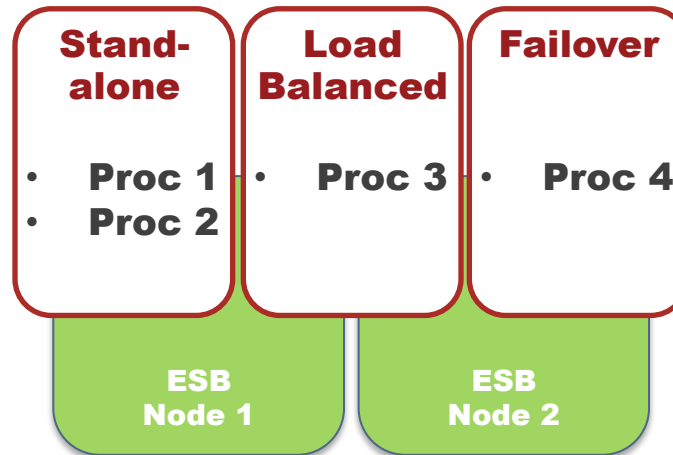 Stand-
alone
• Proc 1
• Proc 2
Load
Balanced
• Proc 3
Failover
• Proc 4
ESB
Node 1
ESB
Node 2